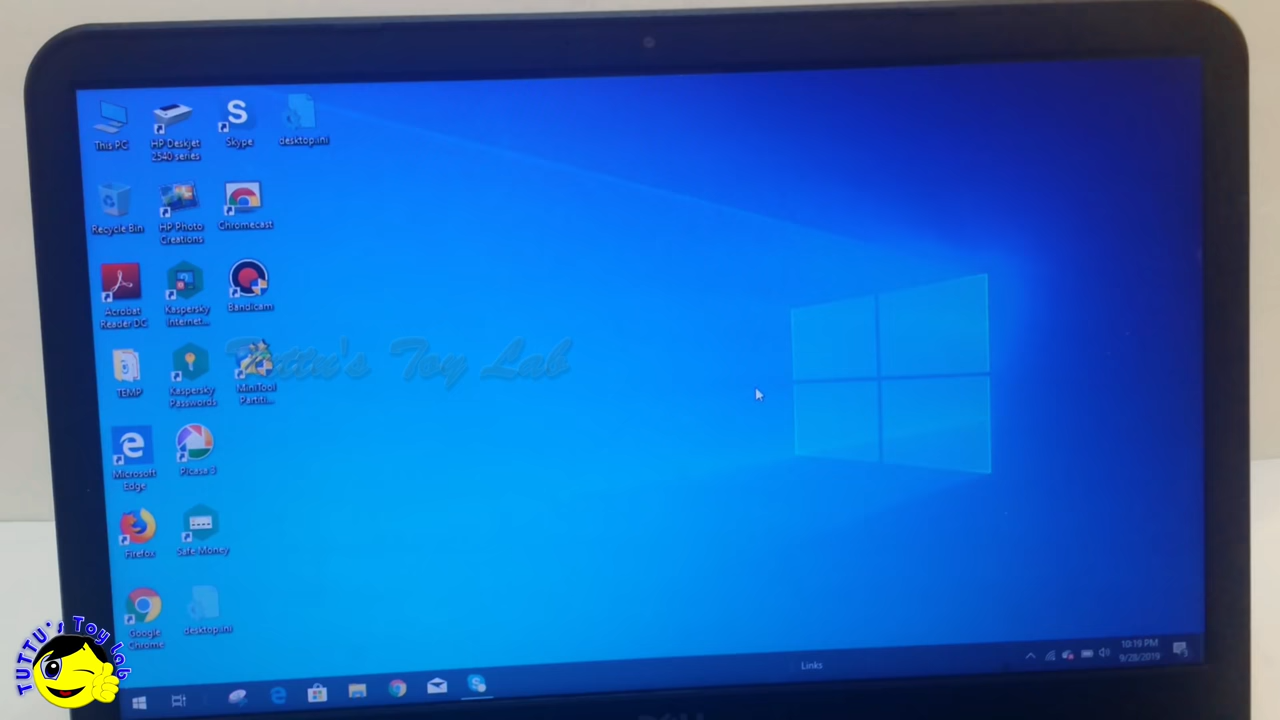 This PC
HP Deskjet
2540 series
Skype
desktop.ini
Recycle Bin
HP Photo
Creations
Chromecast
Acrobat
Reader DC
Kaspersky
Internet...
Bandicam
TEMP
Kaspersky
Passwords
MiniTool
Partiti...
Tuttu's Toy Lab
Microsoft
Edge
Picasa 3
Firefox
Safe Money
Google
Chrome
desktop.ini
TUTTU's Toy Lab
Links
10:19 PM
9/28/2019